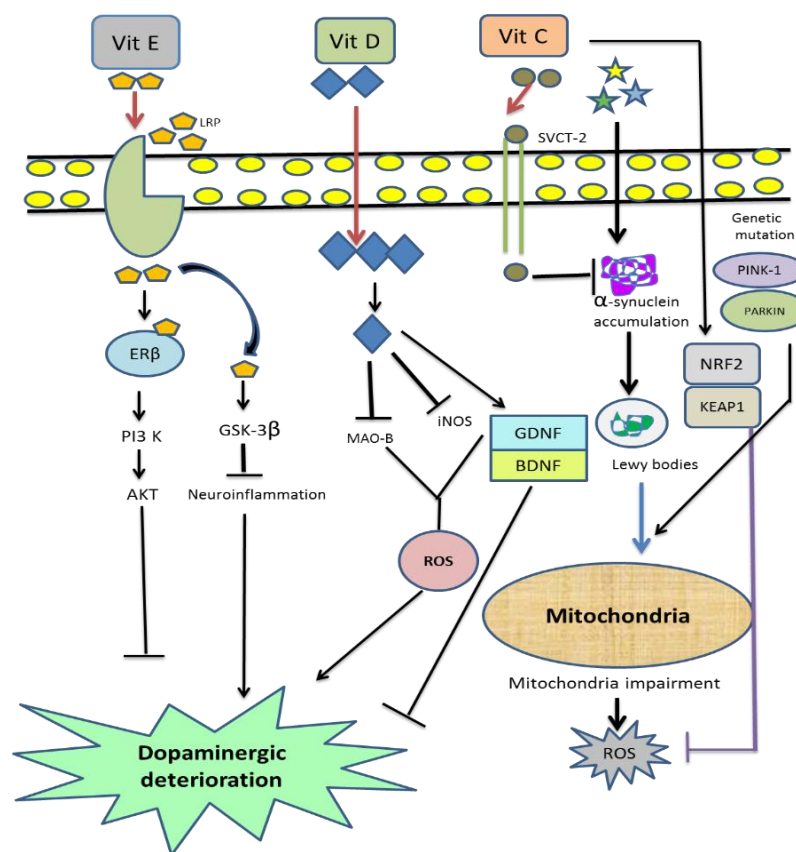 Vit E
Vit D
Vit C
LRP
SVCT-2
Genetic
mutation
PINK-1
PARKIN
α-synuclein
accumulation
ERβ
NRF2
KEAP1
PI3 K
GSK-3β
MAO-B
iNOS
GDNF
BDNF
Lewy bodies
AKT
Neuroinflammation
ROS
Mitochondria
Mitochondria impairment
Dopaminergic
deterioration
ROS